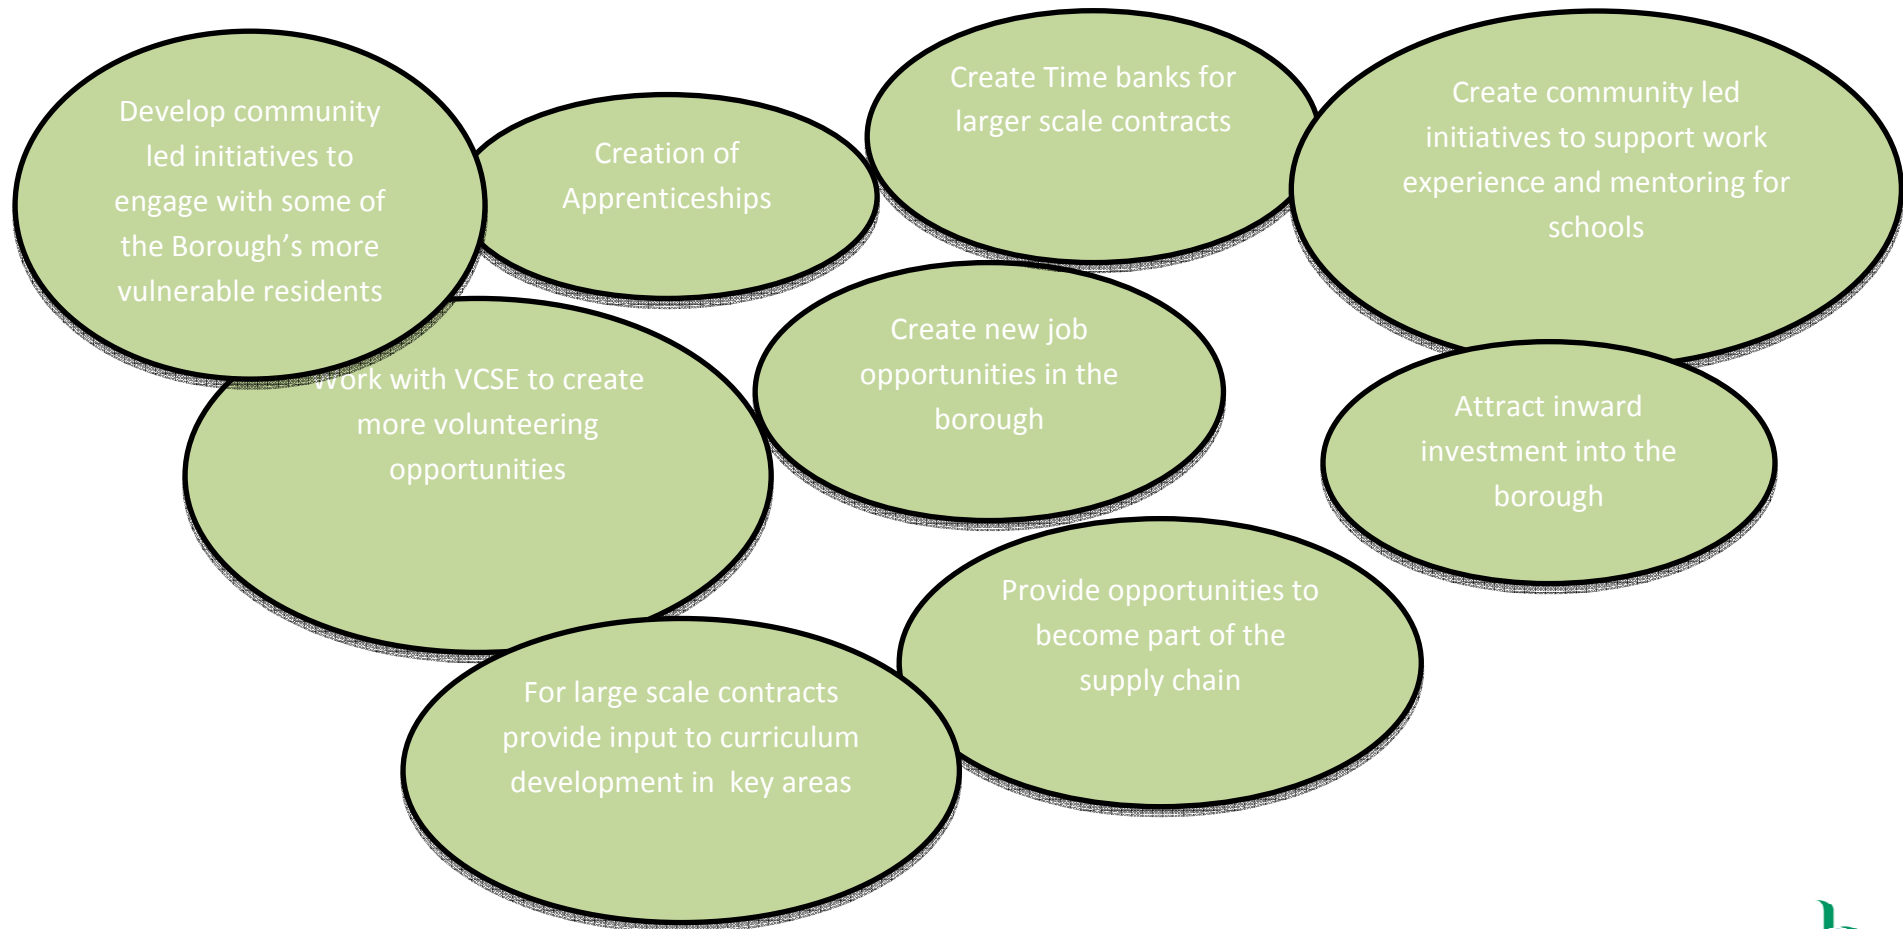 Develop community
led initiatives to
engage with some of
the Borough’s more
vulnerable residents
Creation of
Apprenticeships
Create Time banks for
larger scale contracts
Create community led
initiatives to support work
experience and mentoring for
schools
Work with VCSE to create
more volunteering
opportunities
Create new job
opportunities in the
borough
Attract inward
investment into the
borough
Provide opportunities to
become part of the
supply chain
For large scale contracts
provide input to curriculum
development in  key areas